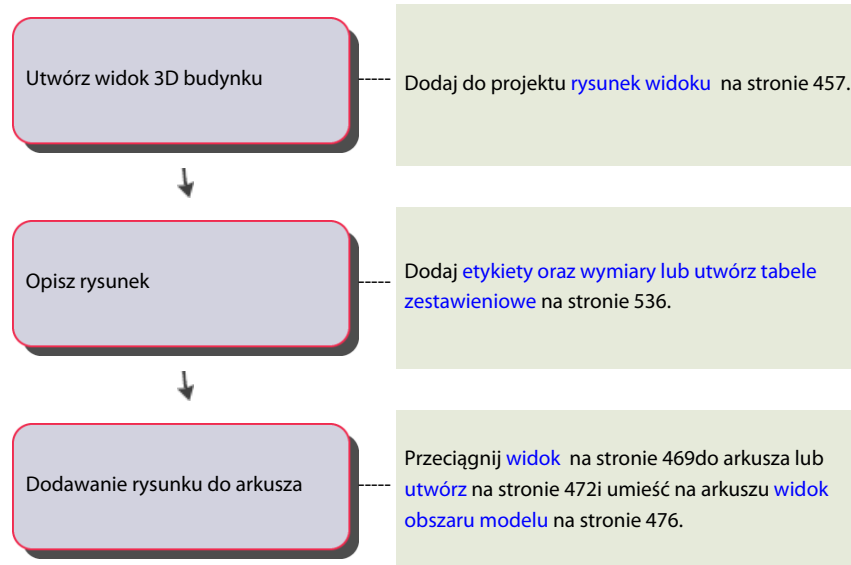 Utwórz widok 3D budynku
Dodaj do projektu rysunek widoku na stronie 457.
Opisz rysunek
Dodaj etykiety oraz wymiary lub utwórz tabele
zestawieniowe na stronie 536.
Dodawanie rysunku do arkusza
Przeciągnij widok na stronie 469do arkusza lub
utwórz na stronie 472i umieść na arkuszu widok
obszaru modelu na stronie 476.